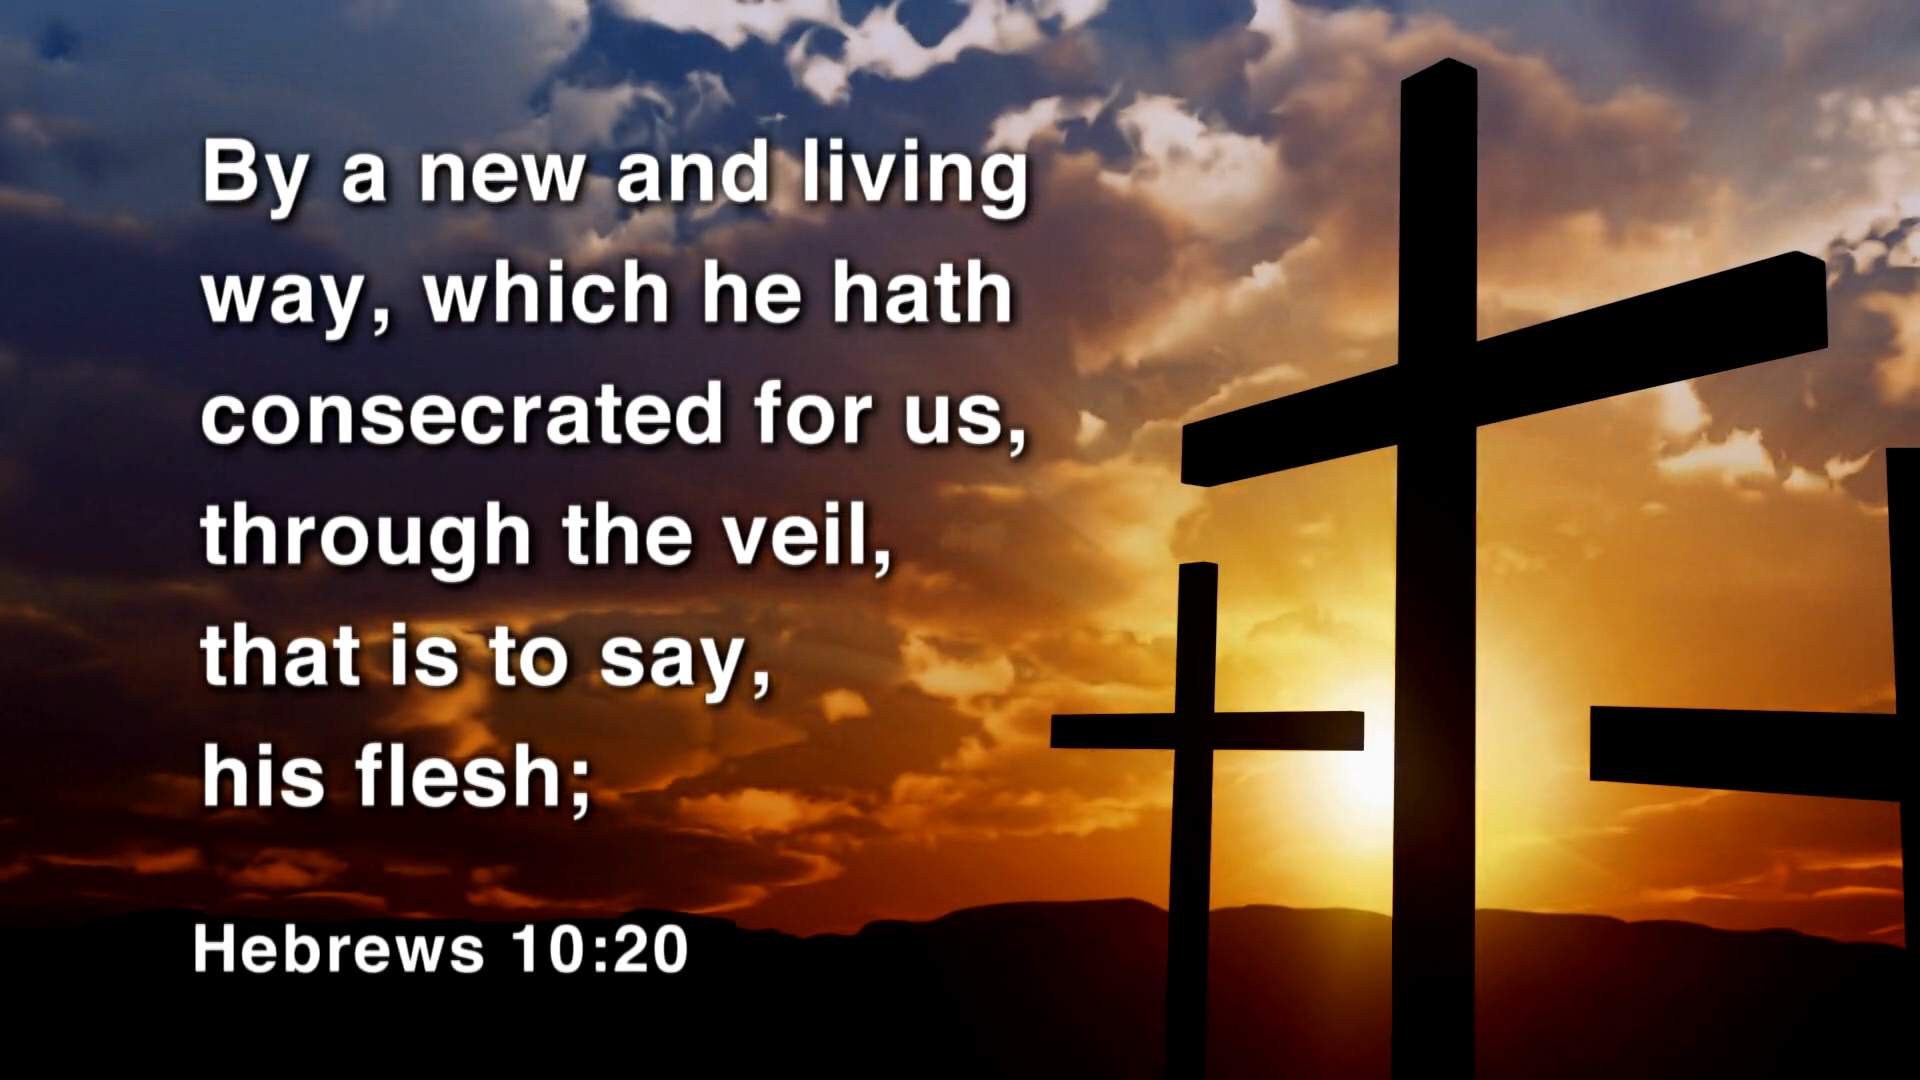 By a new and living
way, which he hath
consecrated for us,
through the veil,
that is to say,
his flesh;
Hebrews 10:20